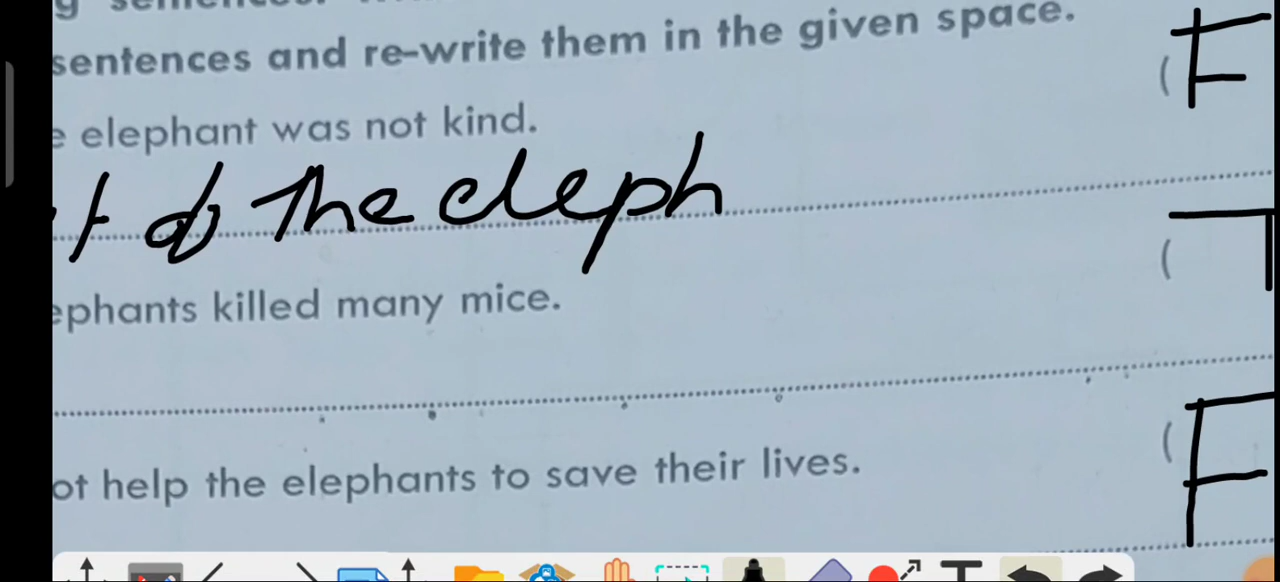 sentences and re-write them in the given space.
( F
e elephant was not kind.
the eleph
( T
ephants killed many mice.
( F
ot help the elephants to save their lives.